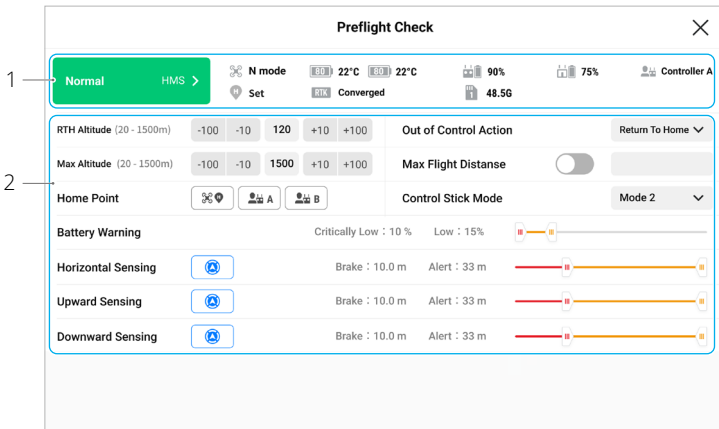 Preflight Check
1
Normal HMS
N mode 80 22°C 80 22°C 90% 75% Controller A
H Set RTK Converged 1 48.5G
2
RTH Altitude (20 - 1500m) -100 -10 120 +10 +100 Out of Control Action Return To Home
Max Altitude (20 - 1500m) -100 -10 1500 +10 +100 Max Flight Distanse
Home Point H A B Control Stick Mode Mode 2
Battery Warning Critically Low : 10 % Low : 15%
Horizontal Sensing Brake : 10.0 m Alert : 33 m
Upward Sensing Brake : 10.0 m Alert : 33 m
Downward Sensing Brake : 10.0 m Alert : 33 m